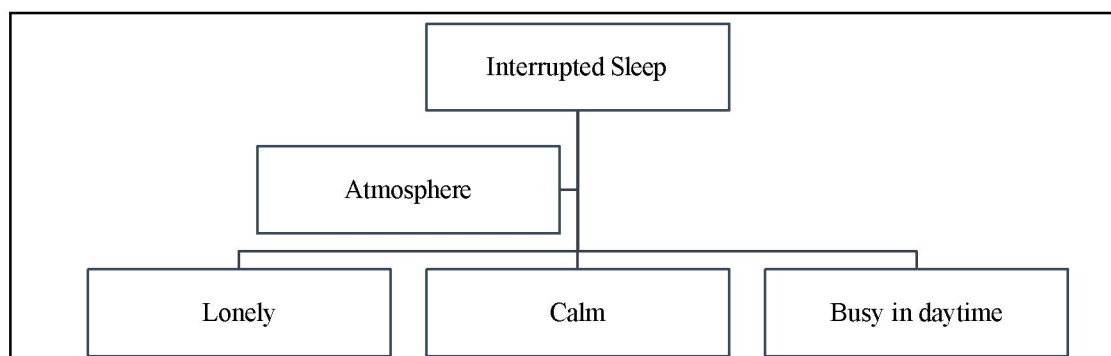 Interrupted Sleep
Atmosphere
Lonely
Calm
Busy in daytime